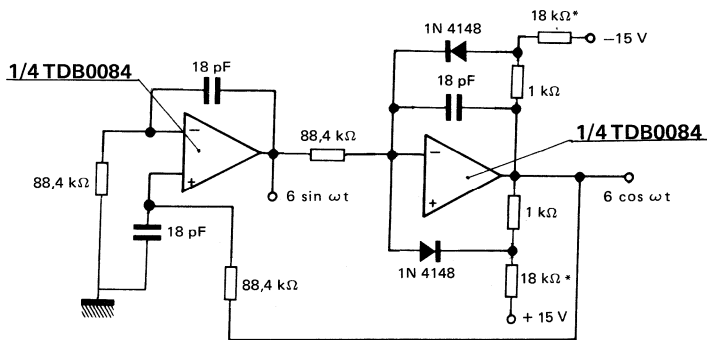 1N 4148
18 kΩ*
−15 V
1/4 TDB0084
18 pF
18 pF
1 kΩ
−
88,4 kΩ
−
1/4 TDB0084
88,4 kΩ
+
6 sin ωt
+
6 cos ωt
18 pF
1 kΩ
88,4 kΩ
1N 4148
18 kΩ*
+ 15 V